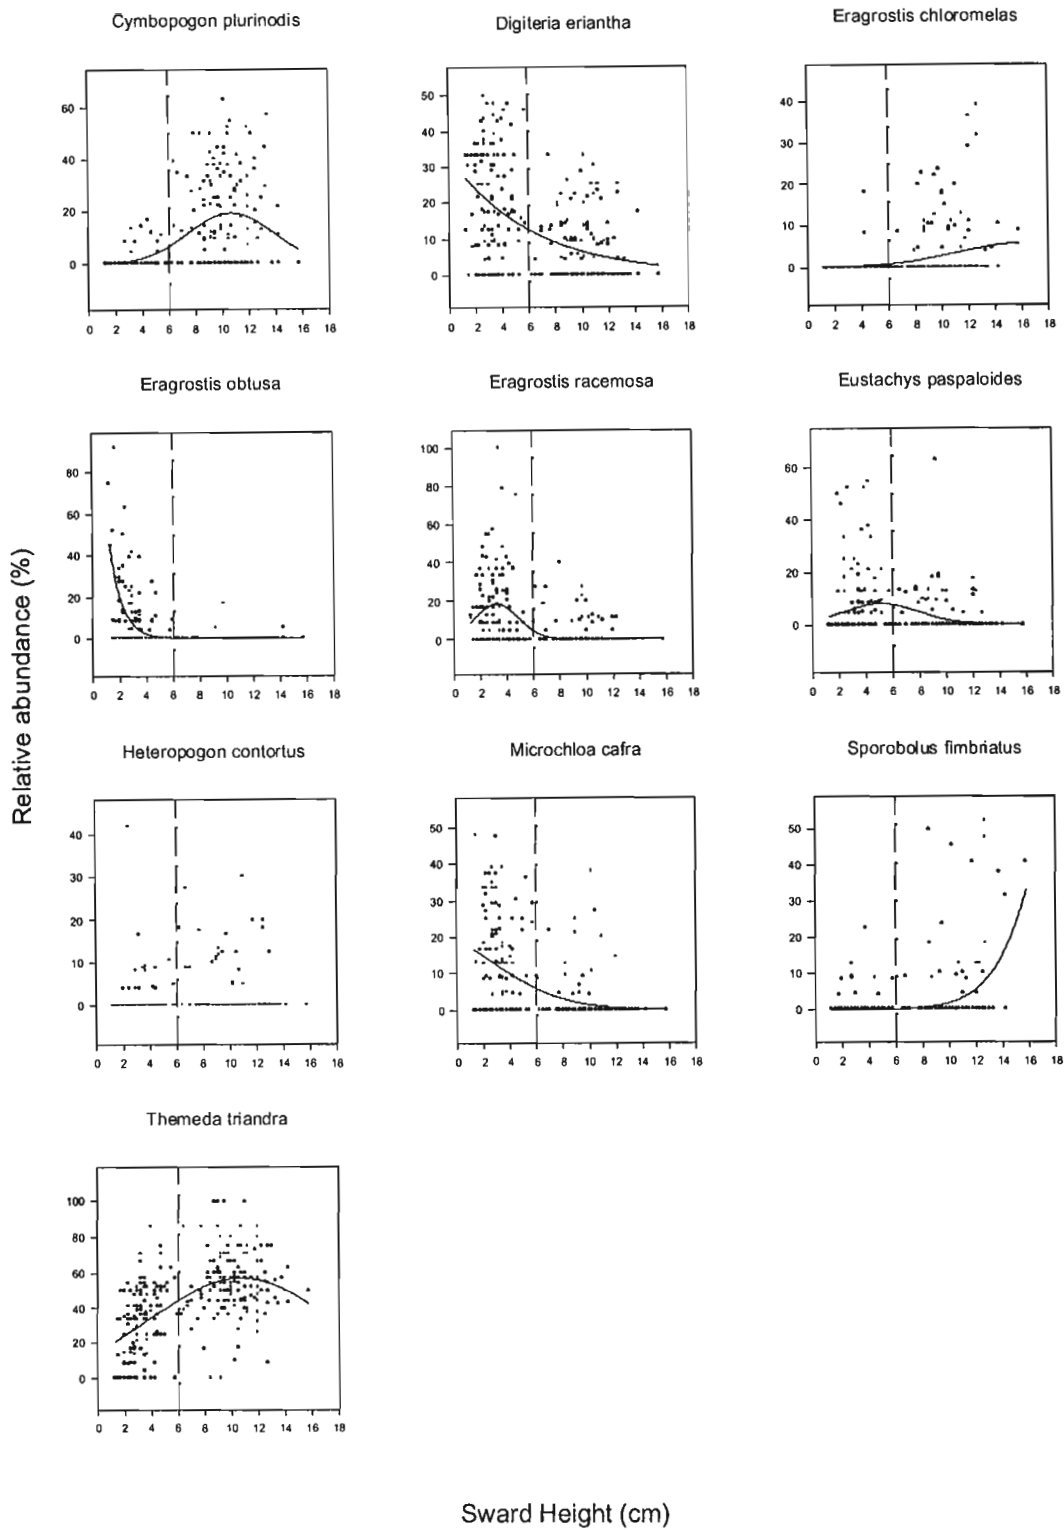 Cymbopogon plurinodis
Digiteria eriantha
Eragrostis chloromelas
60
40
20
0
0 2 4 6 8 10 12 14 16 18
50
40
30
20
10
0
0 2 4 6 8 10 12 14 16 18
40
30
20
10
0
0 2 4 6 8 10 12 14 16 18
Eragrostis obtusa
Eragrostis racemosa
Eustachys paspaloides
80
60
40
20
0
0 2 4 6 8 10 12 14 16 18
100
80
60
40
20
0
0 2 4 6 8 10 12 14 16 18
60
40
20
0
0 2 4 6 8 10 12 14 16 18
Relative abundance (%)
Heteropogon contortus
Microchloa cafra
Sporobolus fimbriatus
40
30
20
10
0
0 2 4 6 8 10 12 14 16 18
50
40
30
20
10
0
0 2 4 6 8 10 12 14 16 18
50
40
30
20
10
0
0 2 4 6 8 10 12 14 16 18
Themeda triandra
100
80
60
40
20
0
0 2 4 6 8 10 12 14 16 18
Sward Height (cm)